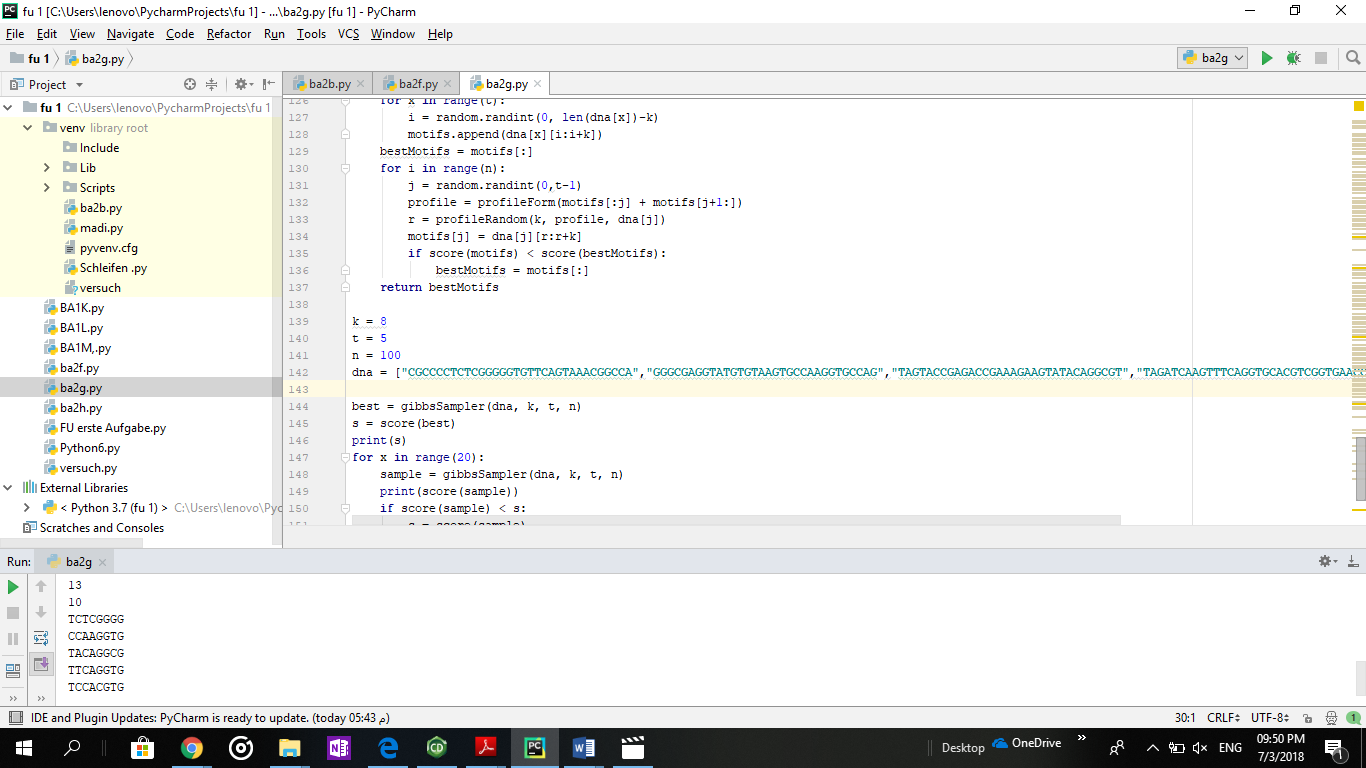 fu 1 [C:\Users\lenovo\PycharmProjects\fu 1] - ...\ba2g.py [fu 1] - PyCharm
File Edit View Navigate Code Refactor Run Tools VCS Window Help
fu 1 ba2g.py ba2g
Project
ba2b.py ba2f.py ba2g.py
fu 1 C:\Users\lenovo\PycharmProjects\fu 1
venv library root
Include
Lib
Scripts
ba2b.py
madi.py
pyvenv.cfg
Schleifen .py
versuch
BA1K.py
BA1L.py
BA1M,.py
ba2f.py
ba2g.py
ba2h.py
FU erste Aufgabe.py
Python6.py
versuch.py
External Libraries
< Python 3.7 (fu 1) > C:\Users\lenovo\Pyc
Scratches and Consoles
126 for x in range(t):
127 i = random.randint(0, len(dna[x])-k)
128 motifs.append(dna[x][i:i+k])
129 bestMotifs = motifs[:]
130 for i in range(n):
131 j = random.randint(0,t-1)
132 profile = profileForm(motifs[:j] + motifs[j+1:])
133 r = profileRandom(k, profile, dna[j])
134 motifs[j] = dna[j][r:r+k]
135 if score(motifs) < score(bestMotifs):
136 bestMotifs = motifs[:]
137 return bestMotifs
138
139 k = 8
140 t = 5
141 n = 100
142 dna = ["CGCCCCTCTCGGGGGTGTTCAGTAAACGGCCA","GGGCGAGGTATGTGTAAGTGCCAAGGTGCCAG","TAGTACCGAGACCGAAAGAAGTATACAGGCGT","TAGATCAAGTTTCAGGTGCACGTCGGTGAA
143
144 best = gibbsSampler(dna, k, t, n)
145 s = score(best)
146 print(s)
147 for x in range(20):
148 sample = gibbsSampler(dna, k, t, n)
149 print(score(sample))
150 if score(sample) < s:
151 s = score(sample)
Run: ba2g
13
10
TCTCGGGG
CCAAGGTG
TACAGGCG
TTCAGGTG
TCCACGTG
IDE and Plugin Updates: PyCharm is ready to update. (today 05:43 م) 30:1 CRLF UTF-8 1
Desktop OneDrive ENG 09:50 PM
7/3/2018 1